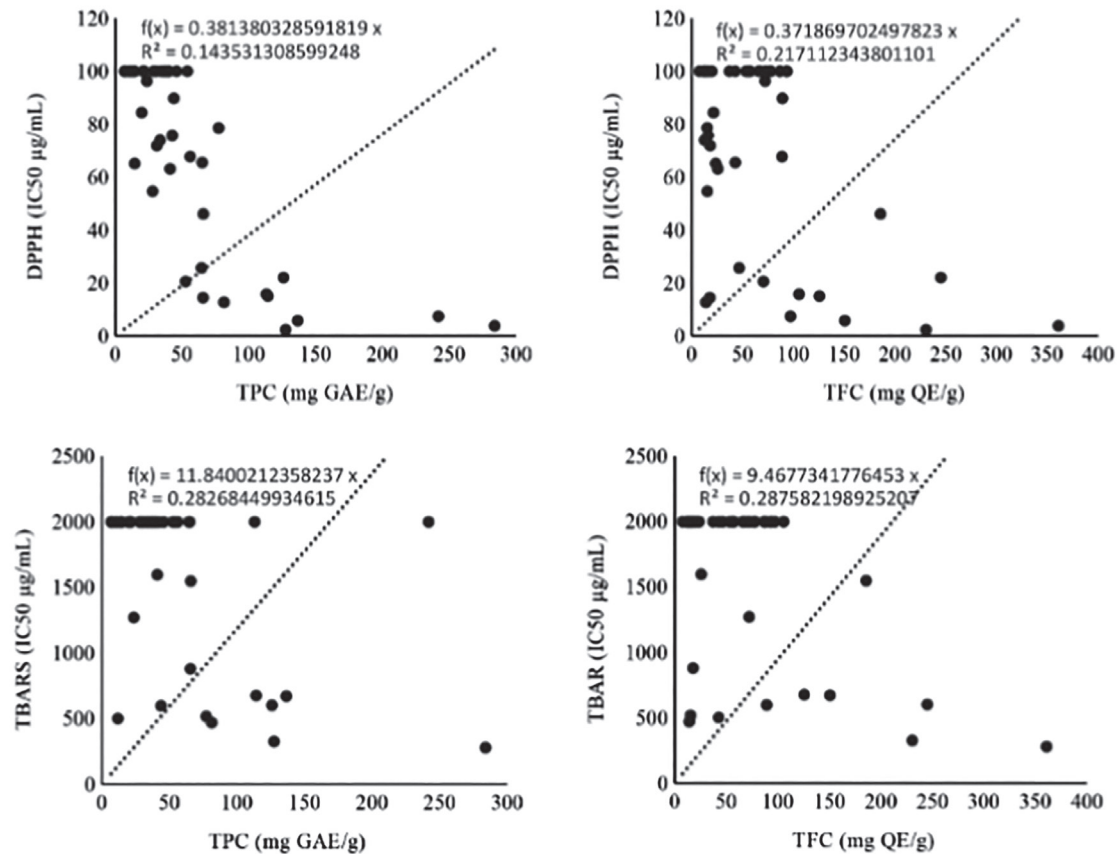 f(x) = 0.381380328591819 x
R² = 0.143531308599248
120
100
80
60
40
20
0
DPPH (IC50 µg/mL)
0 50 100 150 200 250 300
TPC (mg GAE/g)
f(x) = 0.371869702497823 x
R² = 0.217112343801101
120
100
80
60
40
20
0
DPPH (IC50 µg/mL)
0 50 100 150 200 250 300 350 400
TFC (mg QE/g)
f(x) = 11.8400212358237 x
R² = 0.28268449934615
2500
2000
1500
1000
500
0
TBARS (IC50 µg/mL)
0 50 100 150 200 250 300
TPC (mg GAE/g)
f(x) = 9.4677341776453 x
R² = 0.287582198925207
2500
2000
1500
1000
500
0
TBAR (IC50 µg/mL)
0 50 100 150 200 250 300 350 400
TFC (mg QE/g)